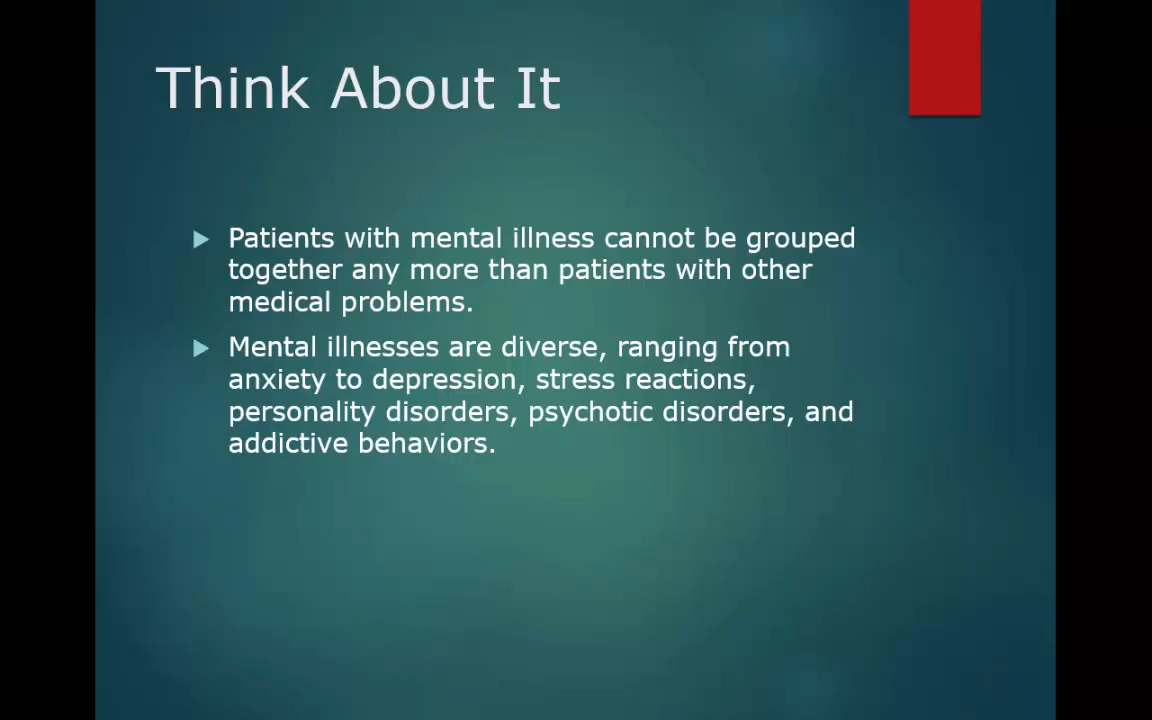 Think About It
Patients with mental illness cannot be grouped
together any more than patients with other
medical problems.
Mental illnesses are diverse, ranging from
anxiety to depression, stress reactions,
personality disorders, psychotic disorders, and
addictive behaviors.